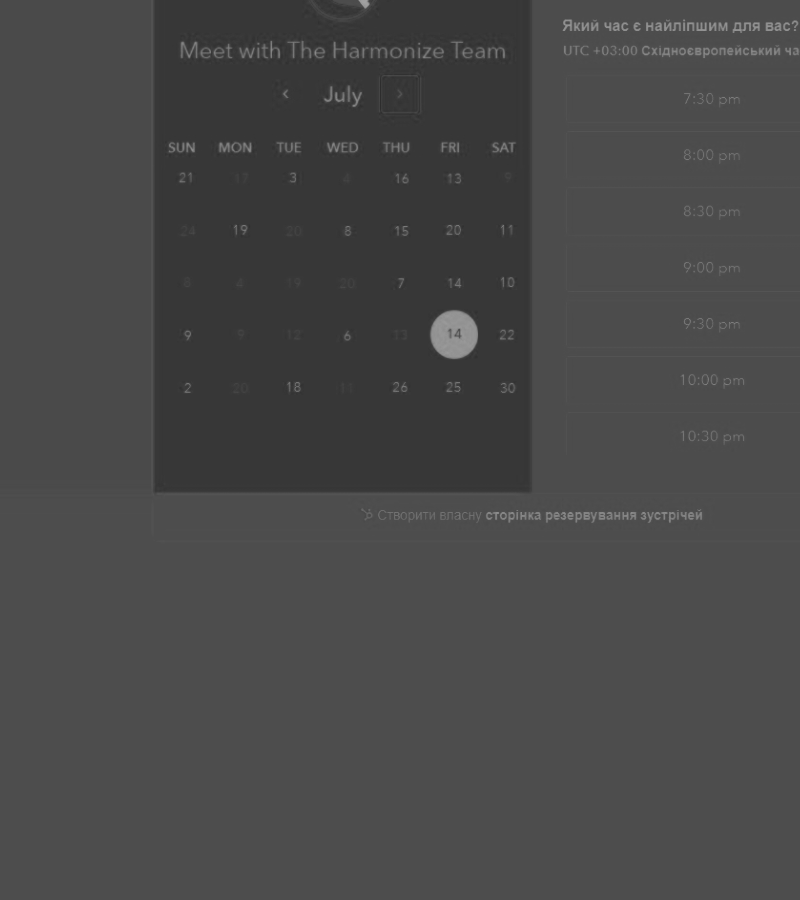 Meet with The Harmonize Team
July
SUN MON TUE WED THU FRI SAT
21 17 3 4 16 13 9
24 19 20 8 15 20 11
8 4 19 20 7 14 10
9 9 12 6 13 14 22
2 20 18 26 25 30
Який час є найліпшим для вас?
UTC +03:00 Східноєвропейський ча
7:30 pm
8:00 pm
8:30 pm
9:00 pm
9:30 pm
10:00 pm
10:30 pm
Створити власну сторінка резервування зустрічей